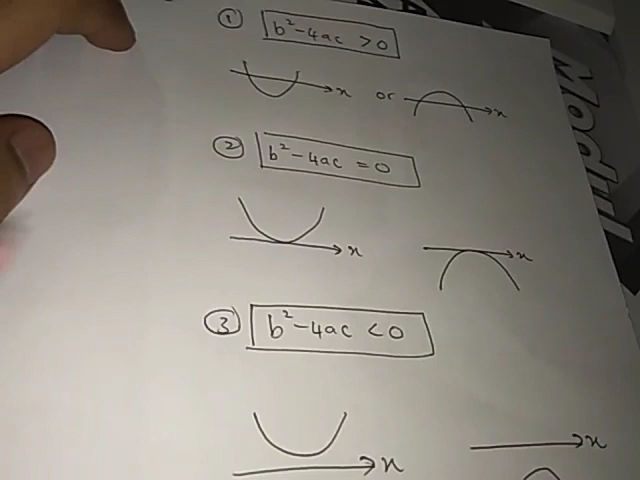 ① b²-4ac >0
x or x
② b²-4ac =0
x x
③ b²-4ac <0
x x